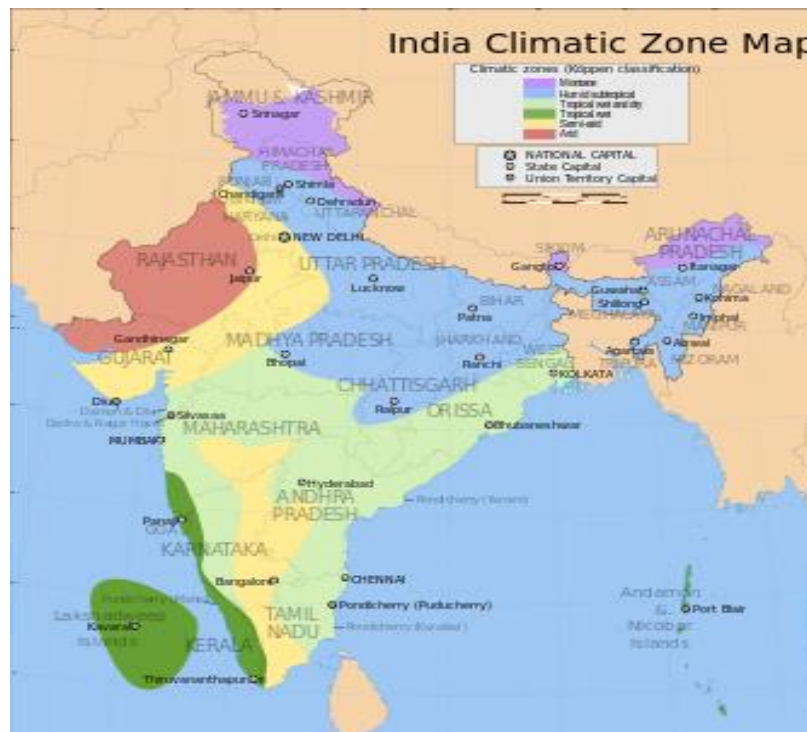 India Climatic Zone Map
Climatic zones (Köppen classification)
Montane
Humid subtropical
Tropical wet and dry
Tropical wet
Semi-arid
Arid
NATIONAL CAPITAL
State Capital
Union Territory Capital
JAMMU & KASHMIR
Srinagar
HIMACHAL
PRADESH
PUNJAB
Shimla
Chandigarh
Dehradun
UTTARANCHAL
HARYANA
Delhi
NEW DELHI
RAJASTHAN
Jaipur
UTTAR PRADESH
Lucknow
SIKKIM
Gangtok
ARUNACHAL
PRADESH
Itanagar
ASSAM
NAGALAND
Guwahati
Shillong
Kohima
MEGHALAYA
Imphal
MANIPUR
BIHAR
Patna
Gandhinagar
GUJARAT
MADHYA PRADESH
Bhopal
JHARKHAND
Ranchi
WEST
BENGAL
KOLKATA
Agartala
TRIPURA
Aizwal
MIZORAM
CHHATTISGARH
Raipur
ORISSA
Bhubaneshwar
Diu
Daman & Diu
Dadra & Nagar Haveli
Silvassa
MUMBAI
MAHARASHTRA
Hyderabad
ANDHRA
PRADESH
Pondicherry (Yanam)
Panaji
GOA
KARNATAKA
Bangalore
CHENNAI
Pondicherry (Mahe)
Pondicherry (Puducherry)
Lakshadweep
Kavarati
Islands
TAMIL
NADU
Pondicherry (Karaikal)
KERALA
Thiruvananthapuram
Andaman
&
Nicobar
Islands
Port Blair